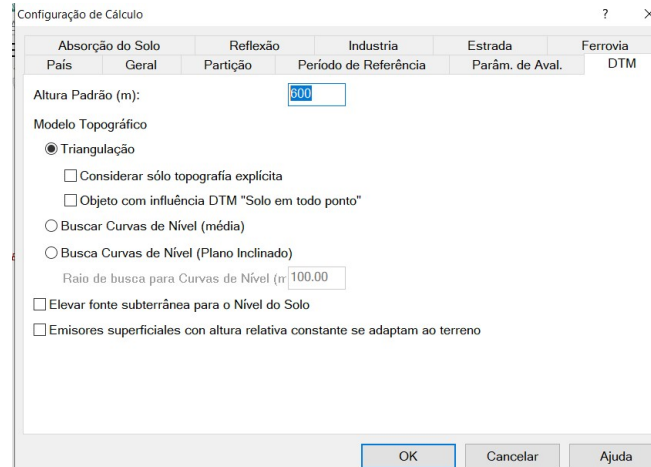 Configuração de Cálculo ?
Absorção do Solo Reflexão Industria Estrada Ferrovia
País Geral Partição Período de Referência Parâm. de Aval. DTM
Altura Padrão (m): 600
Modelo Topográfico
Triangulação
Considerar sólo topografía explícita
Objeto com influência DTM "Solo em todo ponto"
Buscar Curvas de Nível (média)
Busca Curvas de Nível (Plano Inclinado)
Raio de busca para Curvas de Nível (m 100.00
Elevar fonte subterrânea para o Nível do Solo
Emisores superficiales con altura relativa constante se adaptam ao terreno
OK Cancelar Ajuda